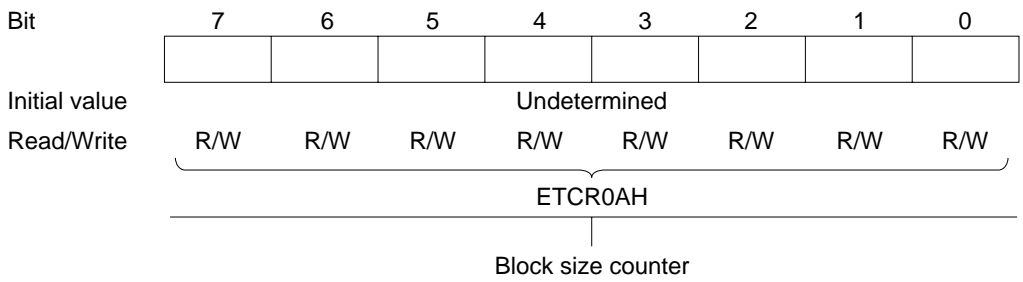 Bit 7 6 5 4 3 2 1 0
Initial value Undetermined
Read/Write R/W R/W R/W R/W R/W R/W R/W R/W
ETCR0AH
Block size counter